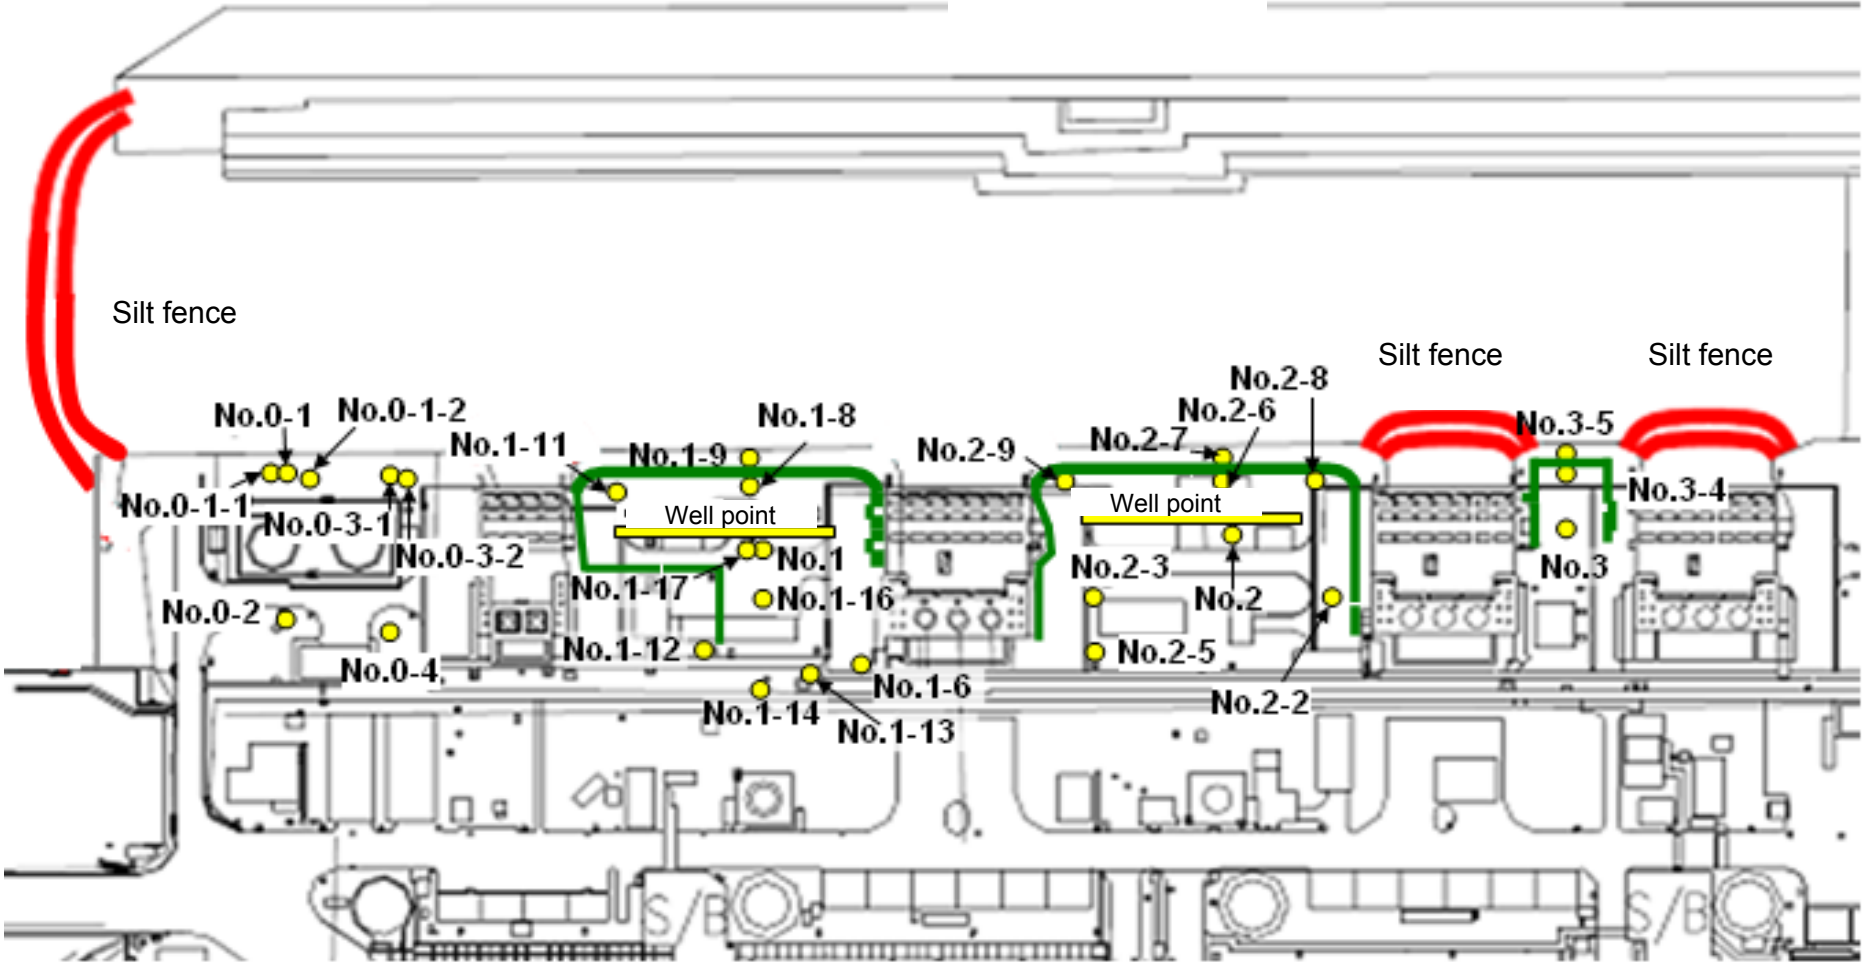 Silt fence
Silt fence
Silt fence
No.2-8
No.0-1
No.0-1-2
No.1-8
No.2-6
No.3-5
No.1-11
No.1-9
No.2-9
No.2-7
No.0-1-1
No.0-3-1
Well point
Well point
No.3-4
No.0-3-2
No.1
No.2-3
No.3
No.1-17
No.1-16
No.2
No.0-2
No.1-12
No.2-5
No.0-4
No.1-6
No.2-2
No.1-14
No.1-13
S/B
S/B